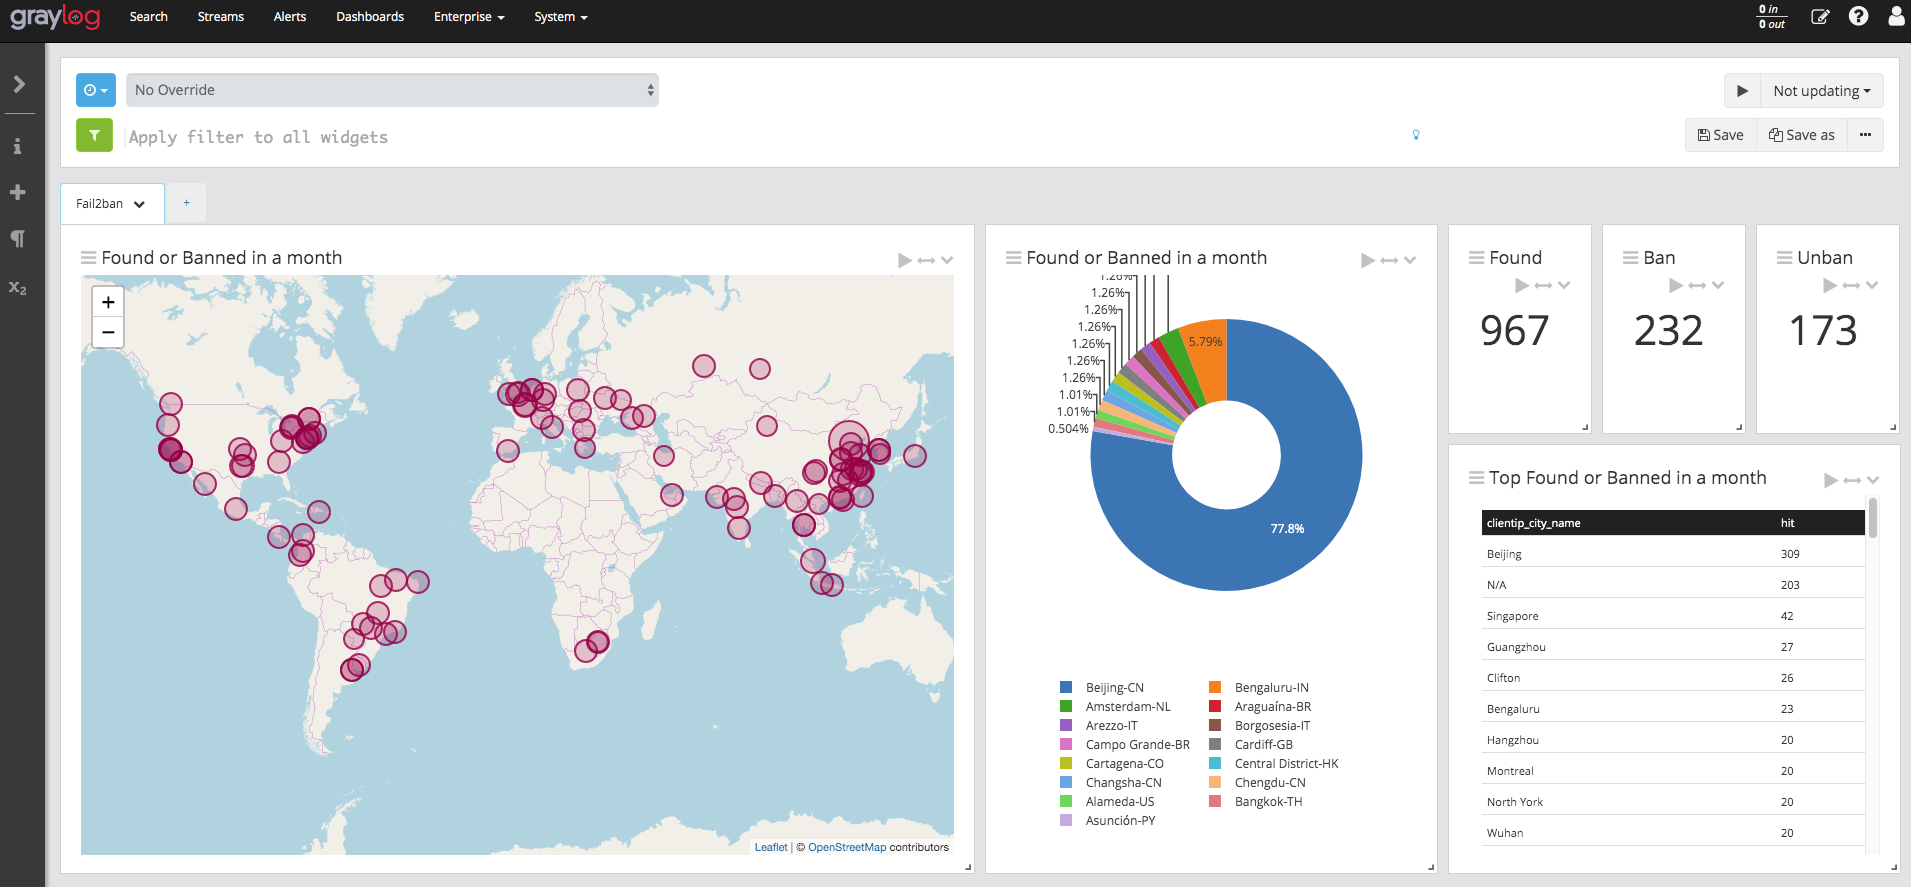 graylog Search Streams Alerts Dashboards Enterprise System 0 in
0 out
No Override Not updating
Apply filter to all widgets Save Save as
Fail2ban +
Found or Banned in a month
+
−
Leaflet | © OpenStreetMap contributors
Found or Banned in a month
1.26%
1.26%
1.26%
1.26%
1.26%
1.26%
1.26%
1.01%
1.01%
0.504%
5.79%
77.8%
Beijing-CN Bengaluru-IN
Amsterdam-NL Araguaína-BR
Arezzo-IT Borgosesia-IT
Campo Grande-BR Cardiff-GB
Cartagena-CO Central District-HK
Changsha-CN Chengdu-CN
Alameda-US Bangkok-TH
Asunción-PY
Found
967
Ban
232
Unban
173
Top Found or Banned in a month
clientip_city_name hit
Beijing 309
N/A 203
Singapore 42
Guangzhou 27
Clifton 26
Bengaluru 23
Hangzhou 20
Montreal 20
North York 20
Wuhan 20